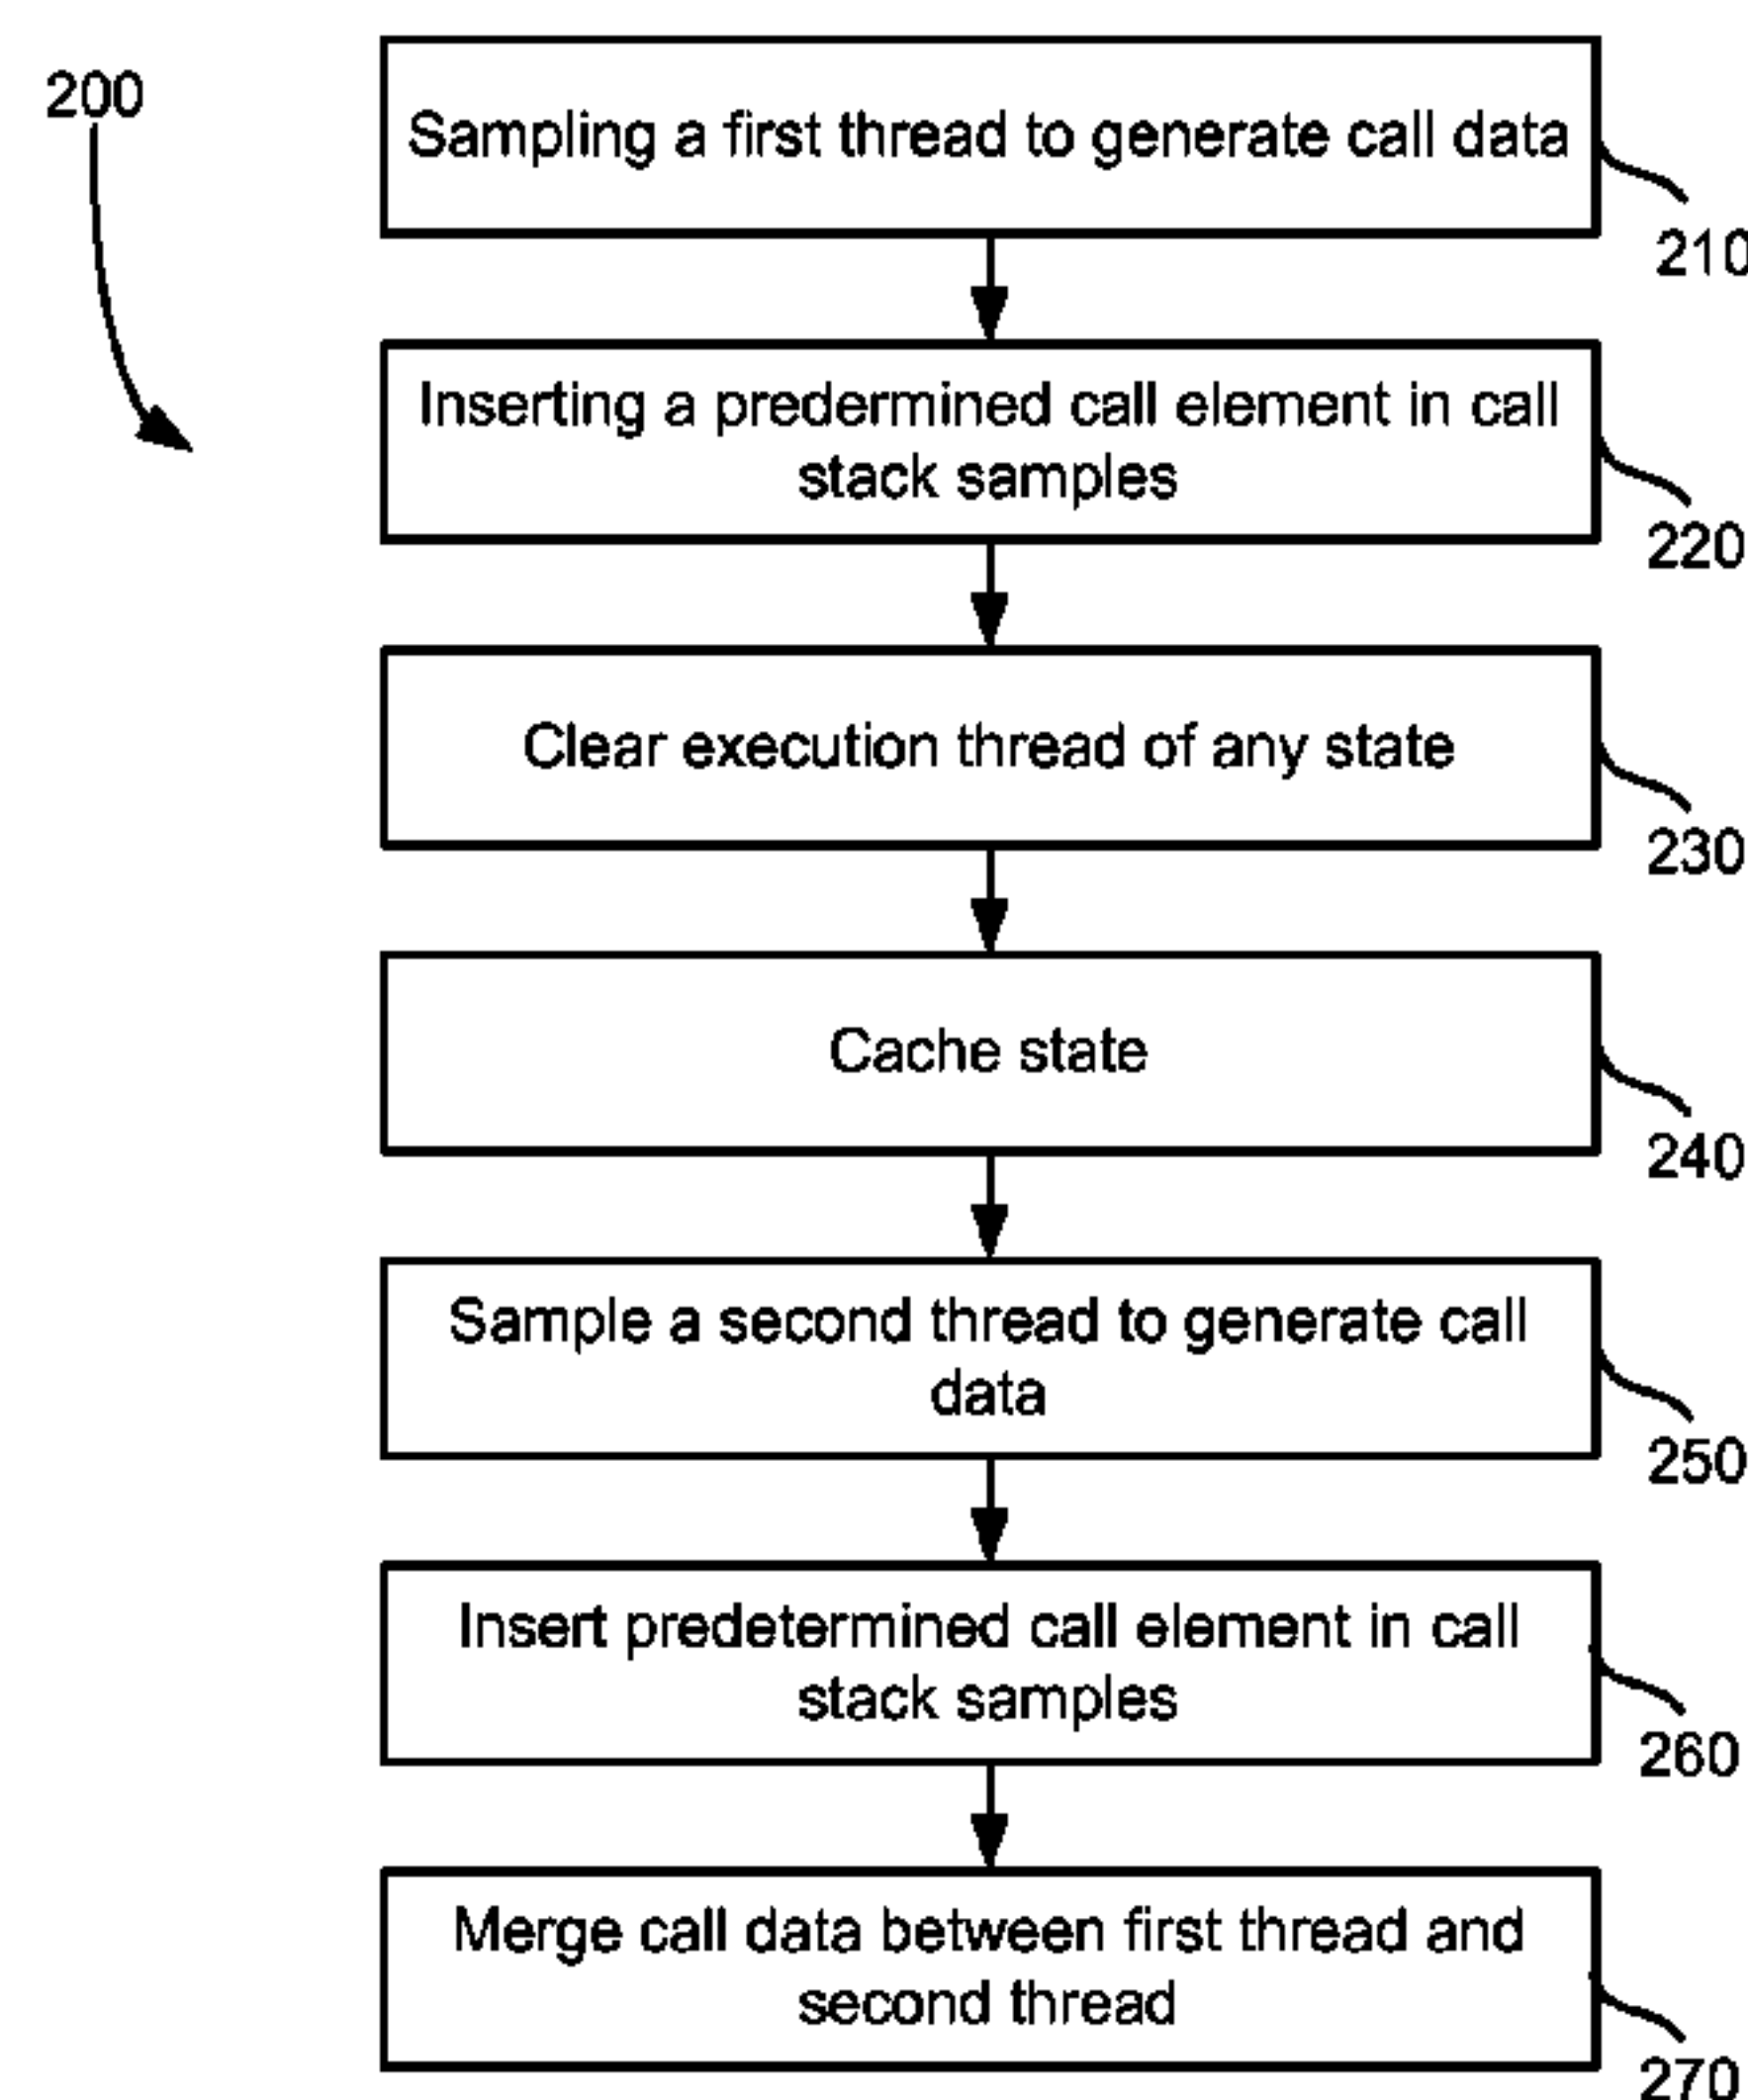 200
Sampling a first thread to generate call data
210
Inserting a predermined call element in call
stack samples
220
Clear execution thread of any state
230
Cache state
240
Sample a second thread to generate call
data
250
Insert predetermined call element in call
stack samples
260
Merge call data between first thread and
second thread
270